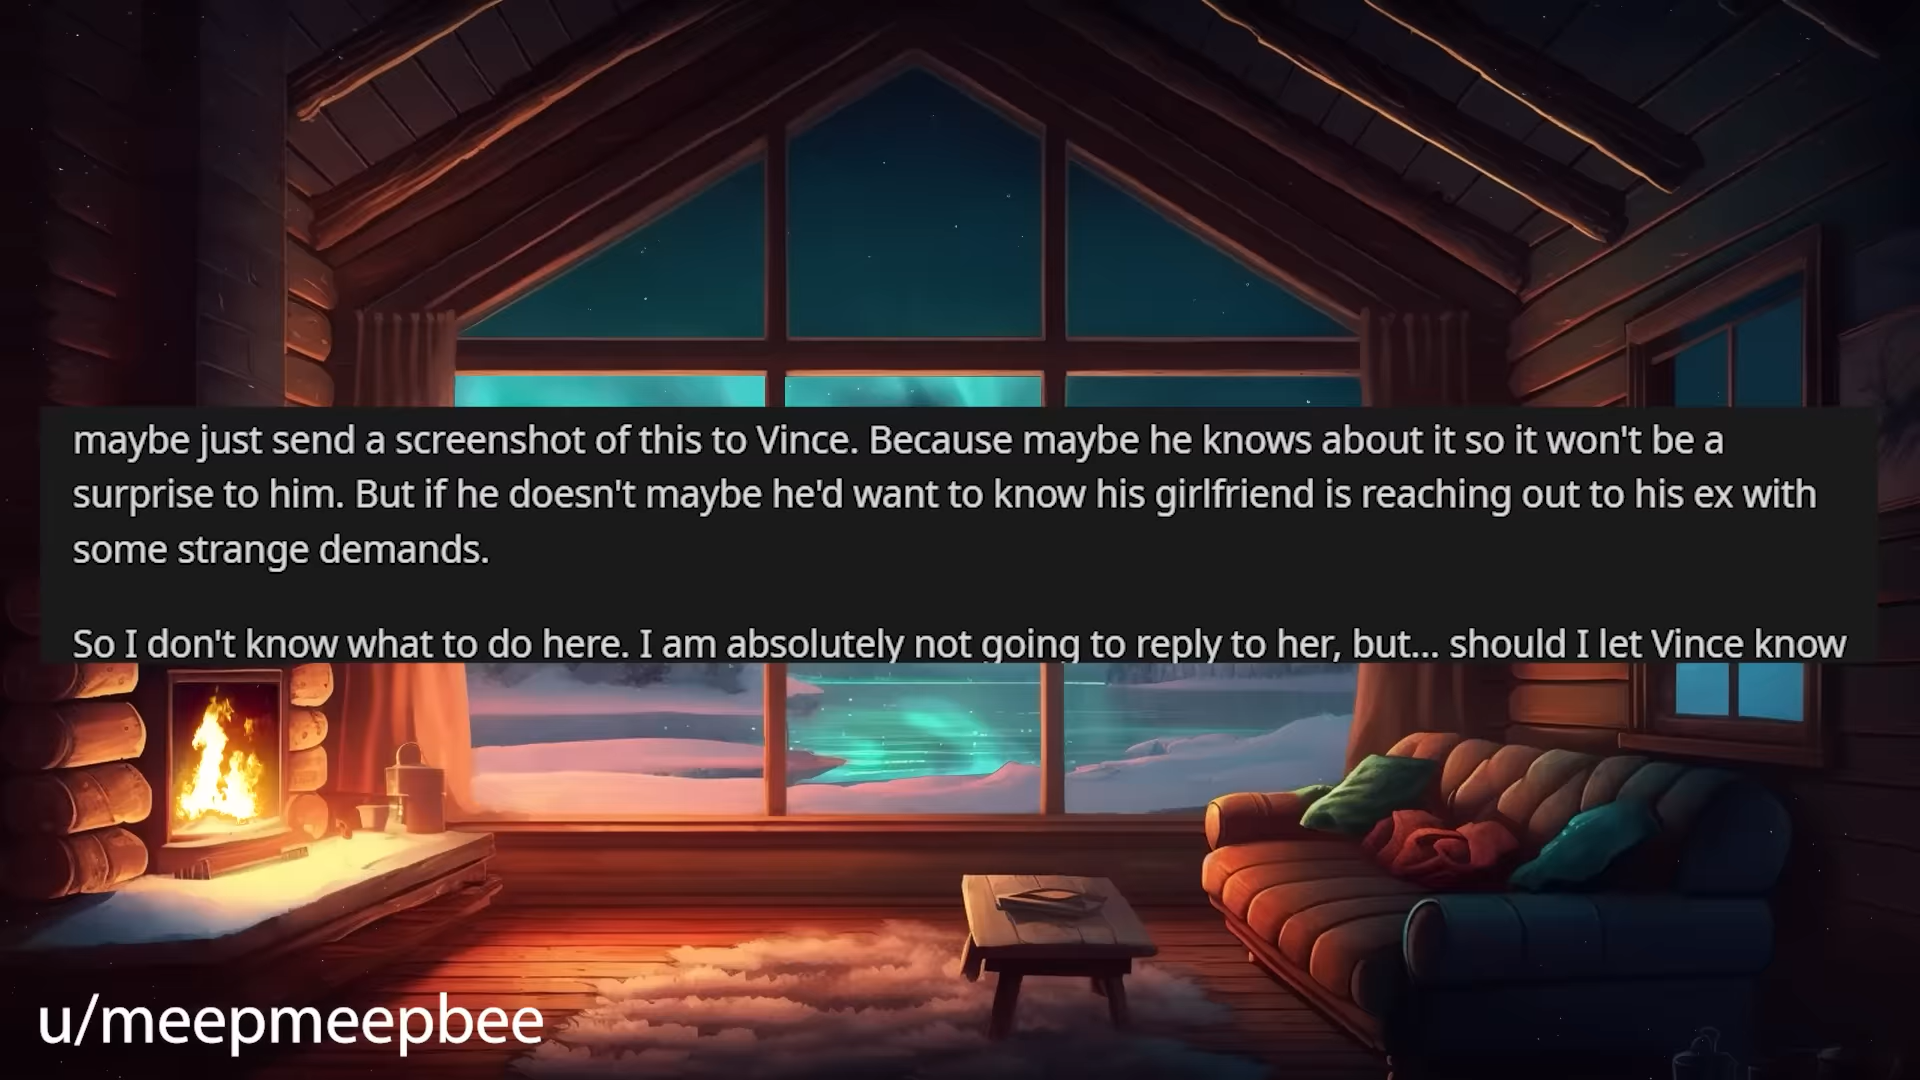 maybe just send a screenshot of this to Vince. Because maybe he knows about it so it won't be a
surprise to him. But if he doesn't maybe he'd want to know his girlfriend is reaching out to his ex with
some strange demands.
So I don't know what to do here. I am absolutely not going to reply to her, but... should I let Vince know
u/meepmeepbee